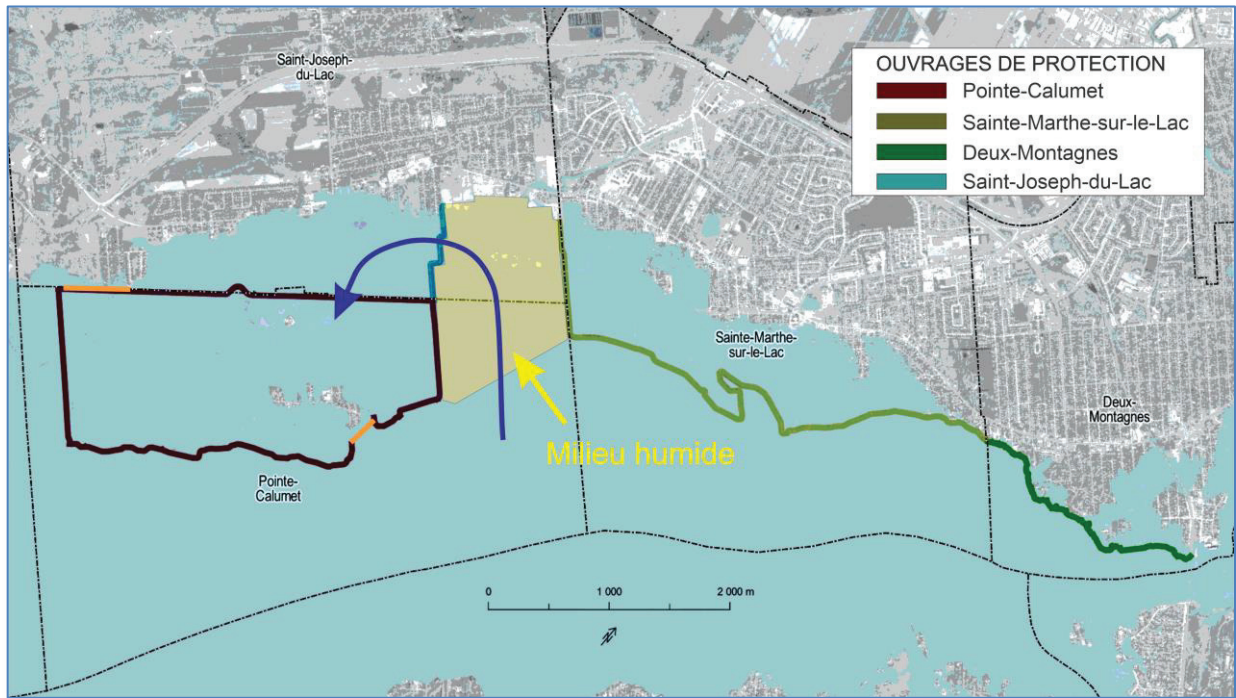 Saint-Joseph-
du-Lac
OUVRAGES DE PROTECTION
Pointe-Calumet
Sainte-Marthe-sur-le-Lac
Deux-Montagnes
Saint-Joseph-du-Lac
Sainte-Marthe-
sur-le-Lac
Deux-
Montagnes
Milieu humide
Pointe-
Calumet
0 1 000 2 000 m
N